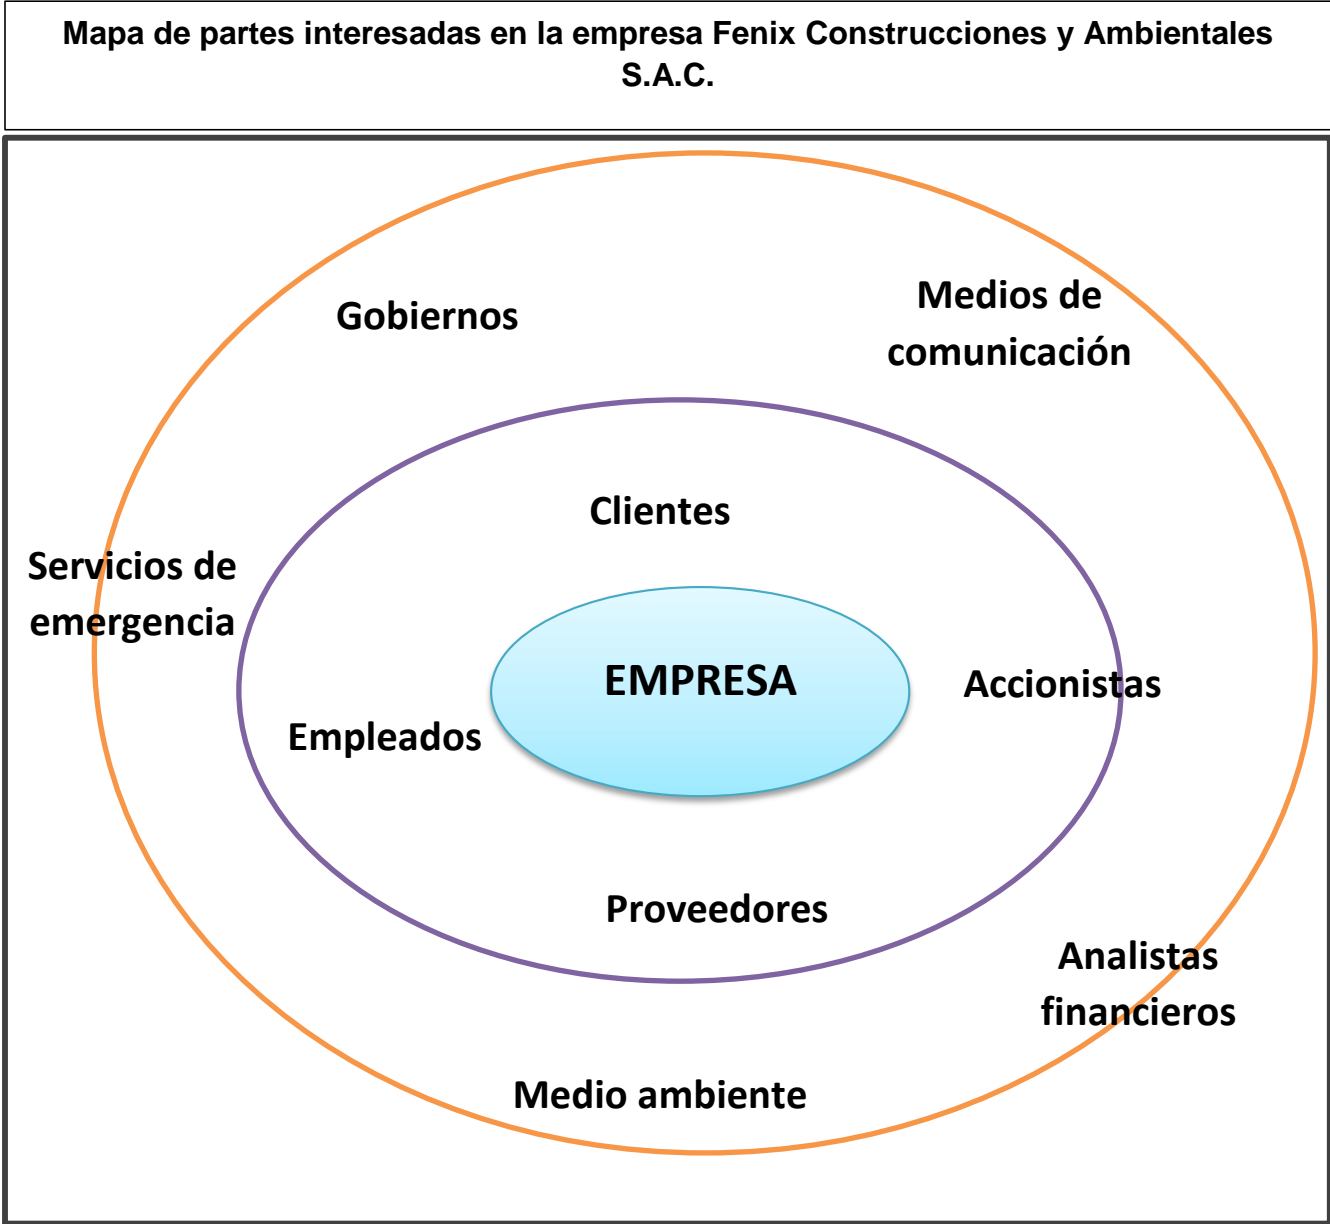 Mapa de partes interesadas en la empresa Fenix Construcciones y Ambientales
S.A.C.
Gobiernos
Medios de
comunicación
Clientes
Servicios de
emergencia
EMPRESA
Accionistas
Empleados
Proveedores
Analistas
financieros
Medio ambiente